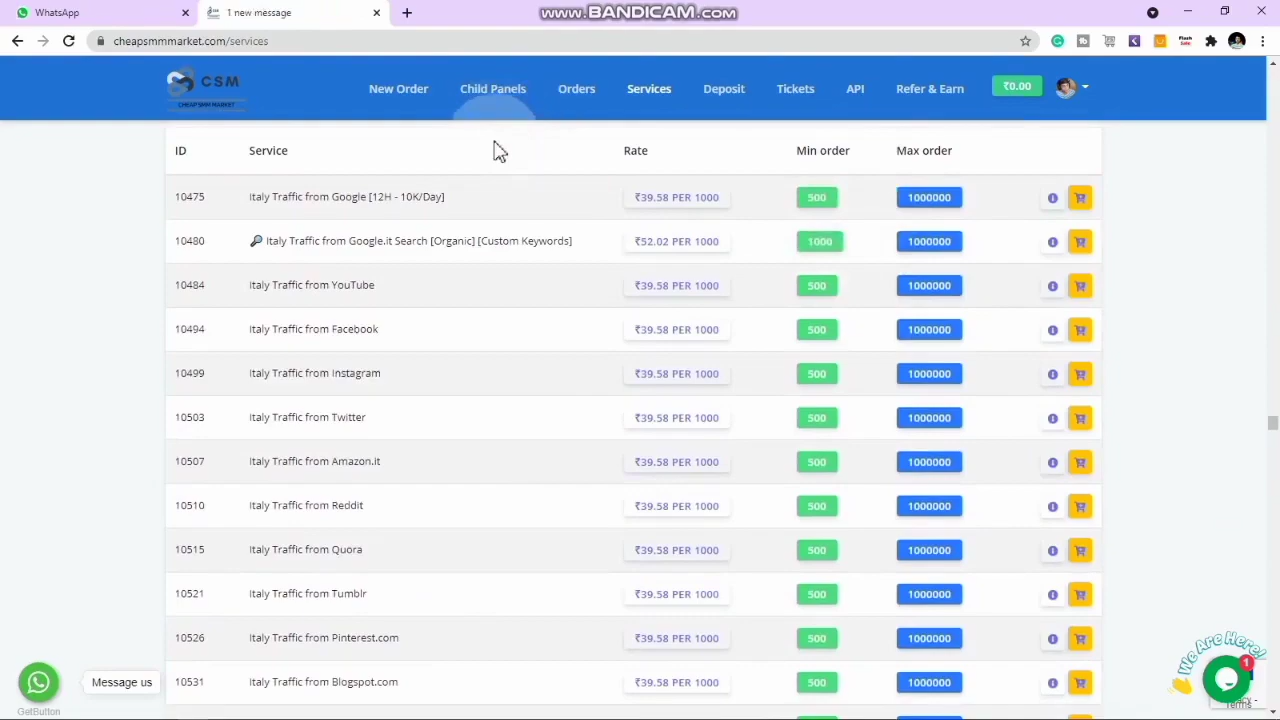 WhatsApp
1 new message
www.BANDICAM.com
cheapsmmmarket.com/services
CSM
CHEAPSMM MARKET
New Order
Child Panels
Orders
Services
Deposit
Tickets
API
Refer & Earn
₹0.00
ID Service Rate Min order Max order
10475 Italy Traffic from Google [12H - 10K/Day] ₹39.58 PER 1000 500 1000000
10480 Italy Traffic from Google.it Search [Organic] [Custom Keywords] ₹52.02 PER 1000 1000 1000000
10484 Italy Traffic from YouTube ₹39.58 PER 1000 500 1000000
10494 Italy Traffic from Facebook ₹39.58 PER 1000 500 1000000
10499 Italy Traffic from Instagram ₹39.58 PER 1000 500 1000000
10503 Italy Traffic from Twitter ₹39.58 PER 1000 500 1000000
10507 Italy Traffic from Amazon.it ₹39.58 PER 1000 500 1000000
10510 Italy Traffic from Reddit ₹39.58 PER 1000 500 1000000
10515 Italy Traffic from Quora ₹39.58 PER 1000 500 1000000
10521 Italy Traffic from Tumblr ₹39.58 PER 1000 500 1000000
10526 Italy Traffic from Pinterest.com ₹39.58 PER 1000 500 1000000
10531 Italy Traffic from Blogspot.com ₹39.58 PER 1000 500 1000000
We Are Here!
1
Message us
GetButton
Terms